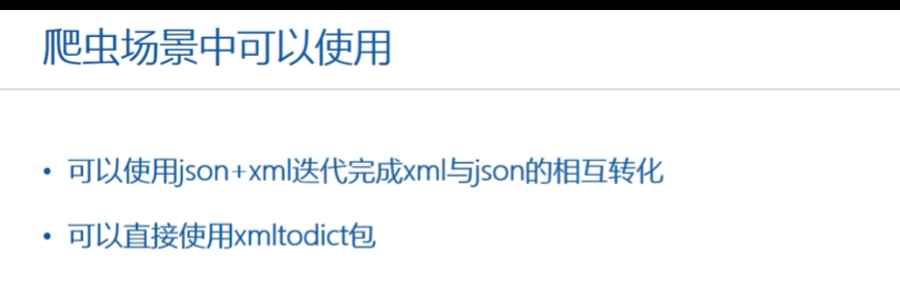 爬虫场景中可以使用
• 可以使用json+xml迭代完成xml与json的相互转化
• 可以直接使用xmltodict包